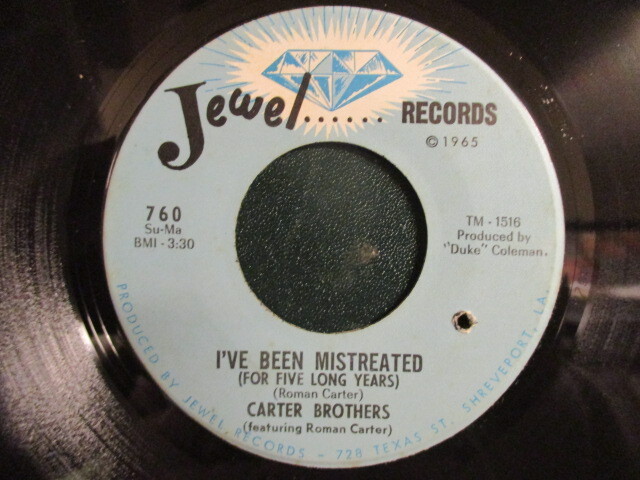 Jewel...... RECORDS
© 1965
760
Su-Ma
BMI - 3:30
TM - 1516
Produced by
"Duke" Coleman.
I'VE BEEN MISTREATED
(FOR FIVE LONG YEARS)
(Roman Carter)
CARTER BROTHERS
(featuring Roman Carter)
PRODUCED BY JEWEL RECORDS - 728 TEXAS ST. SHREVEPORT, LA.